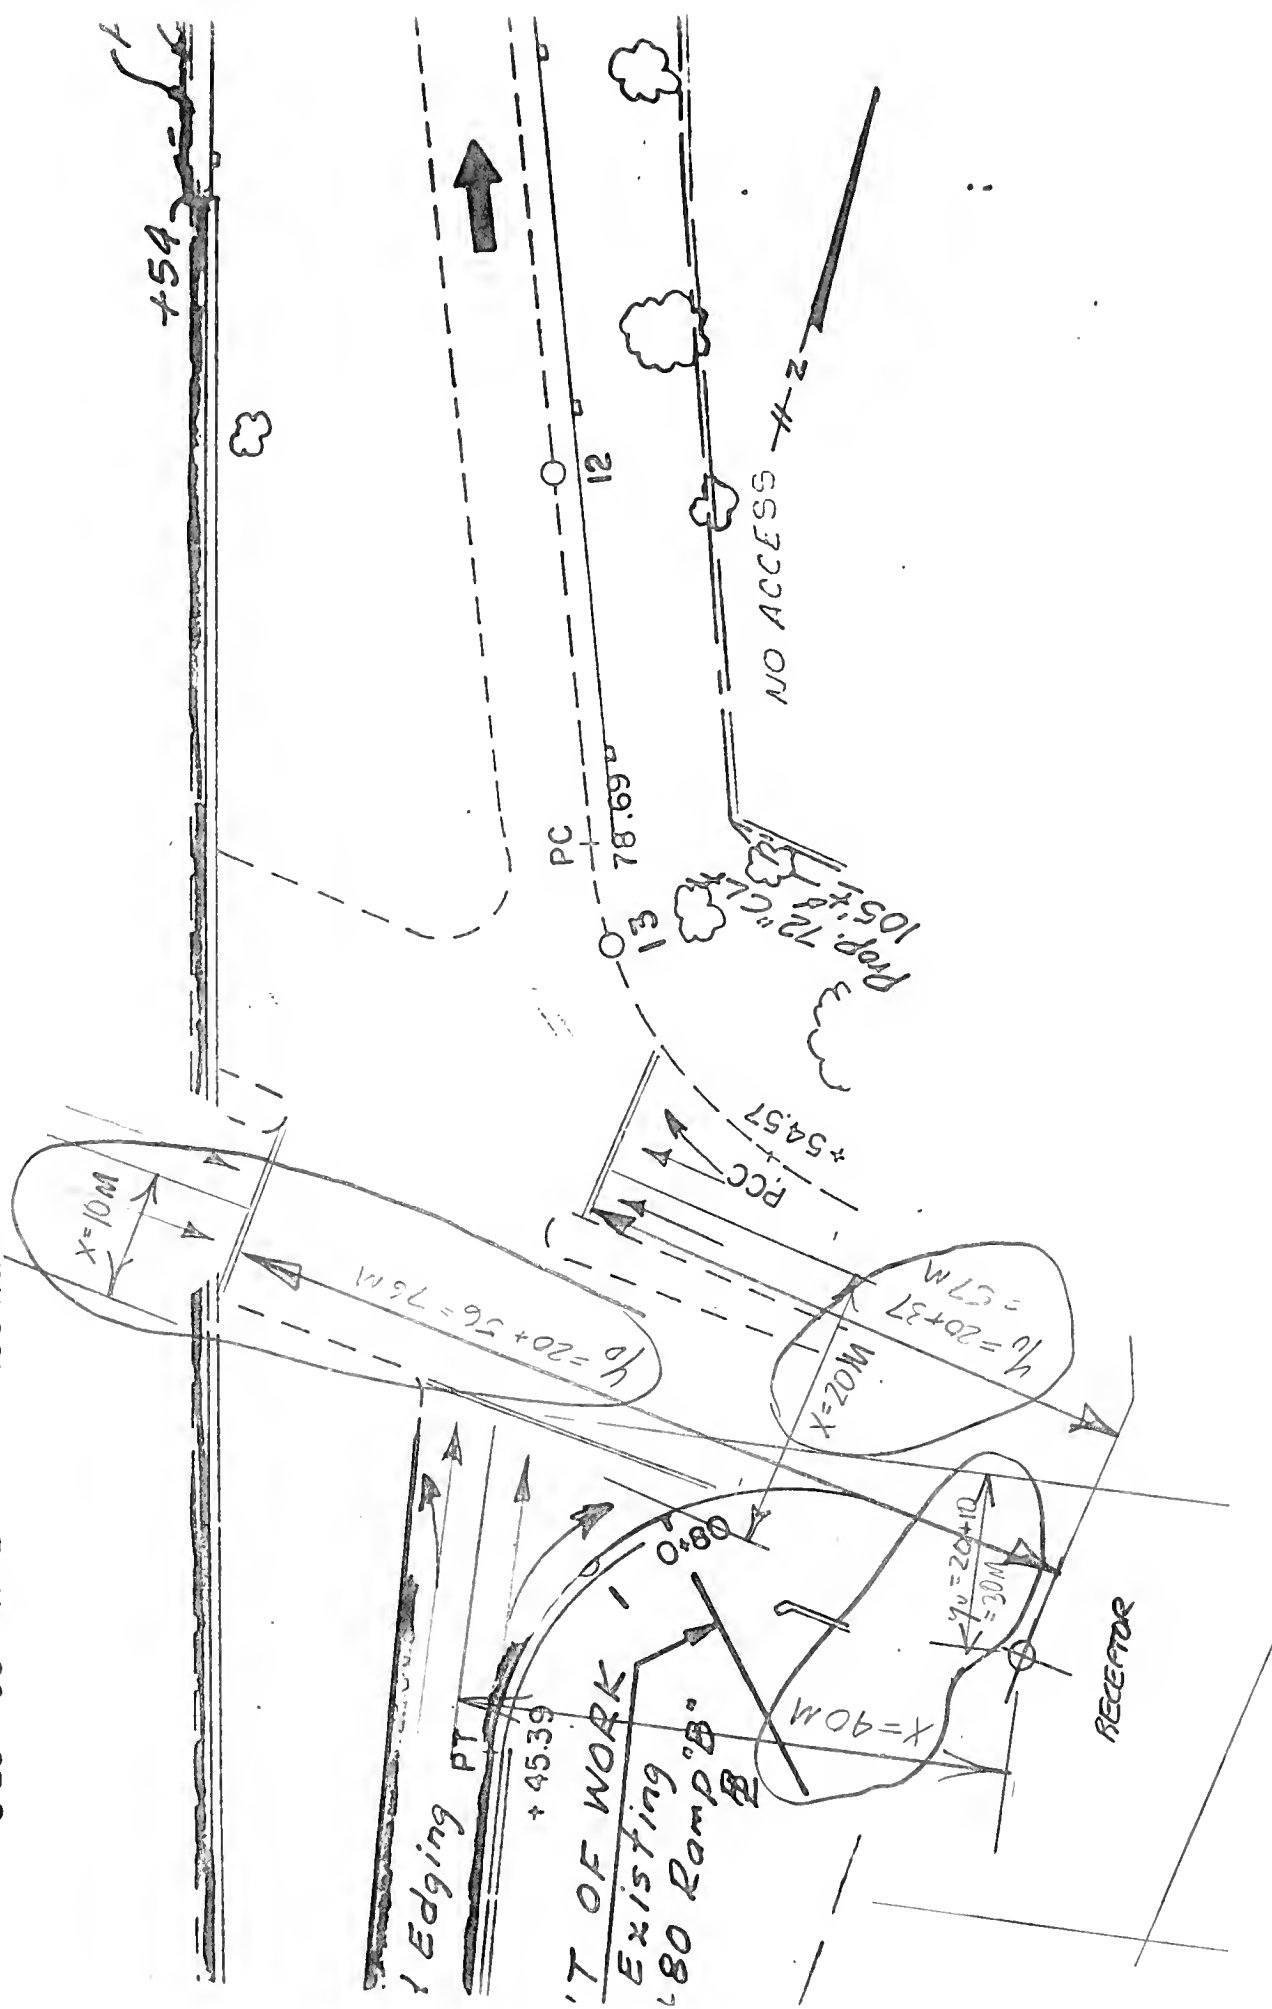 +54
12
NO ACCESS
N
PC
78.69
13
Prop. 72" CLF
105'±
PCC
+54.57
X=10M
Y₀=20+56=76M
Y₀=20+37
=57M
X=20M
0+80
Y₀=20+10
=30M
X=40M
RECEPTOR
PT
+45.39
Edging
'T OF WORK
Existing
Ramp "B"